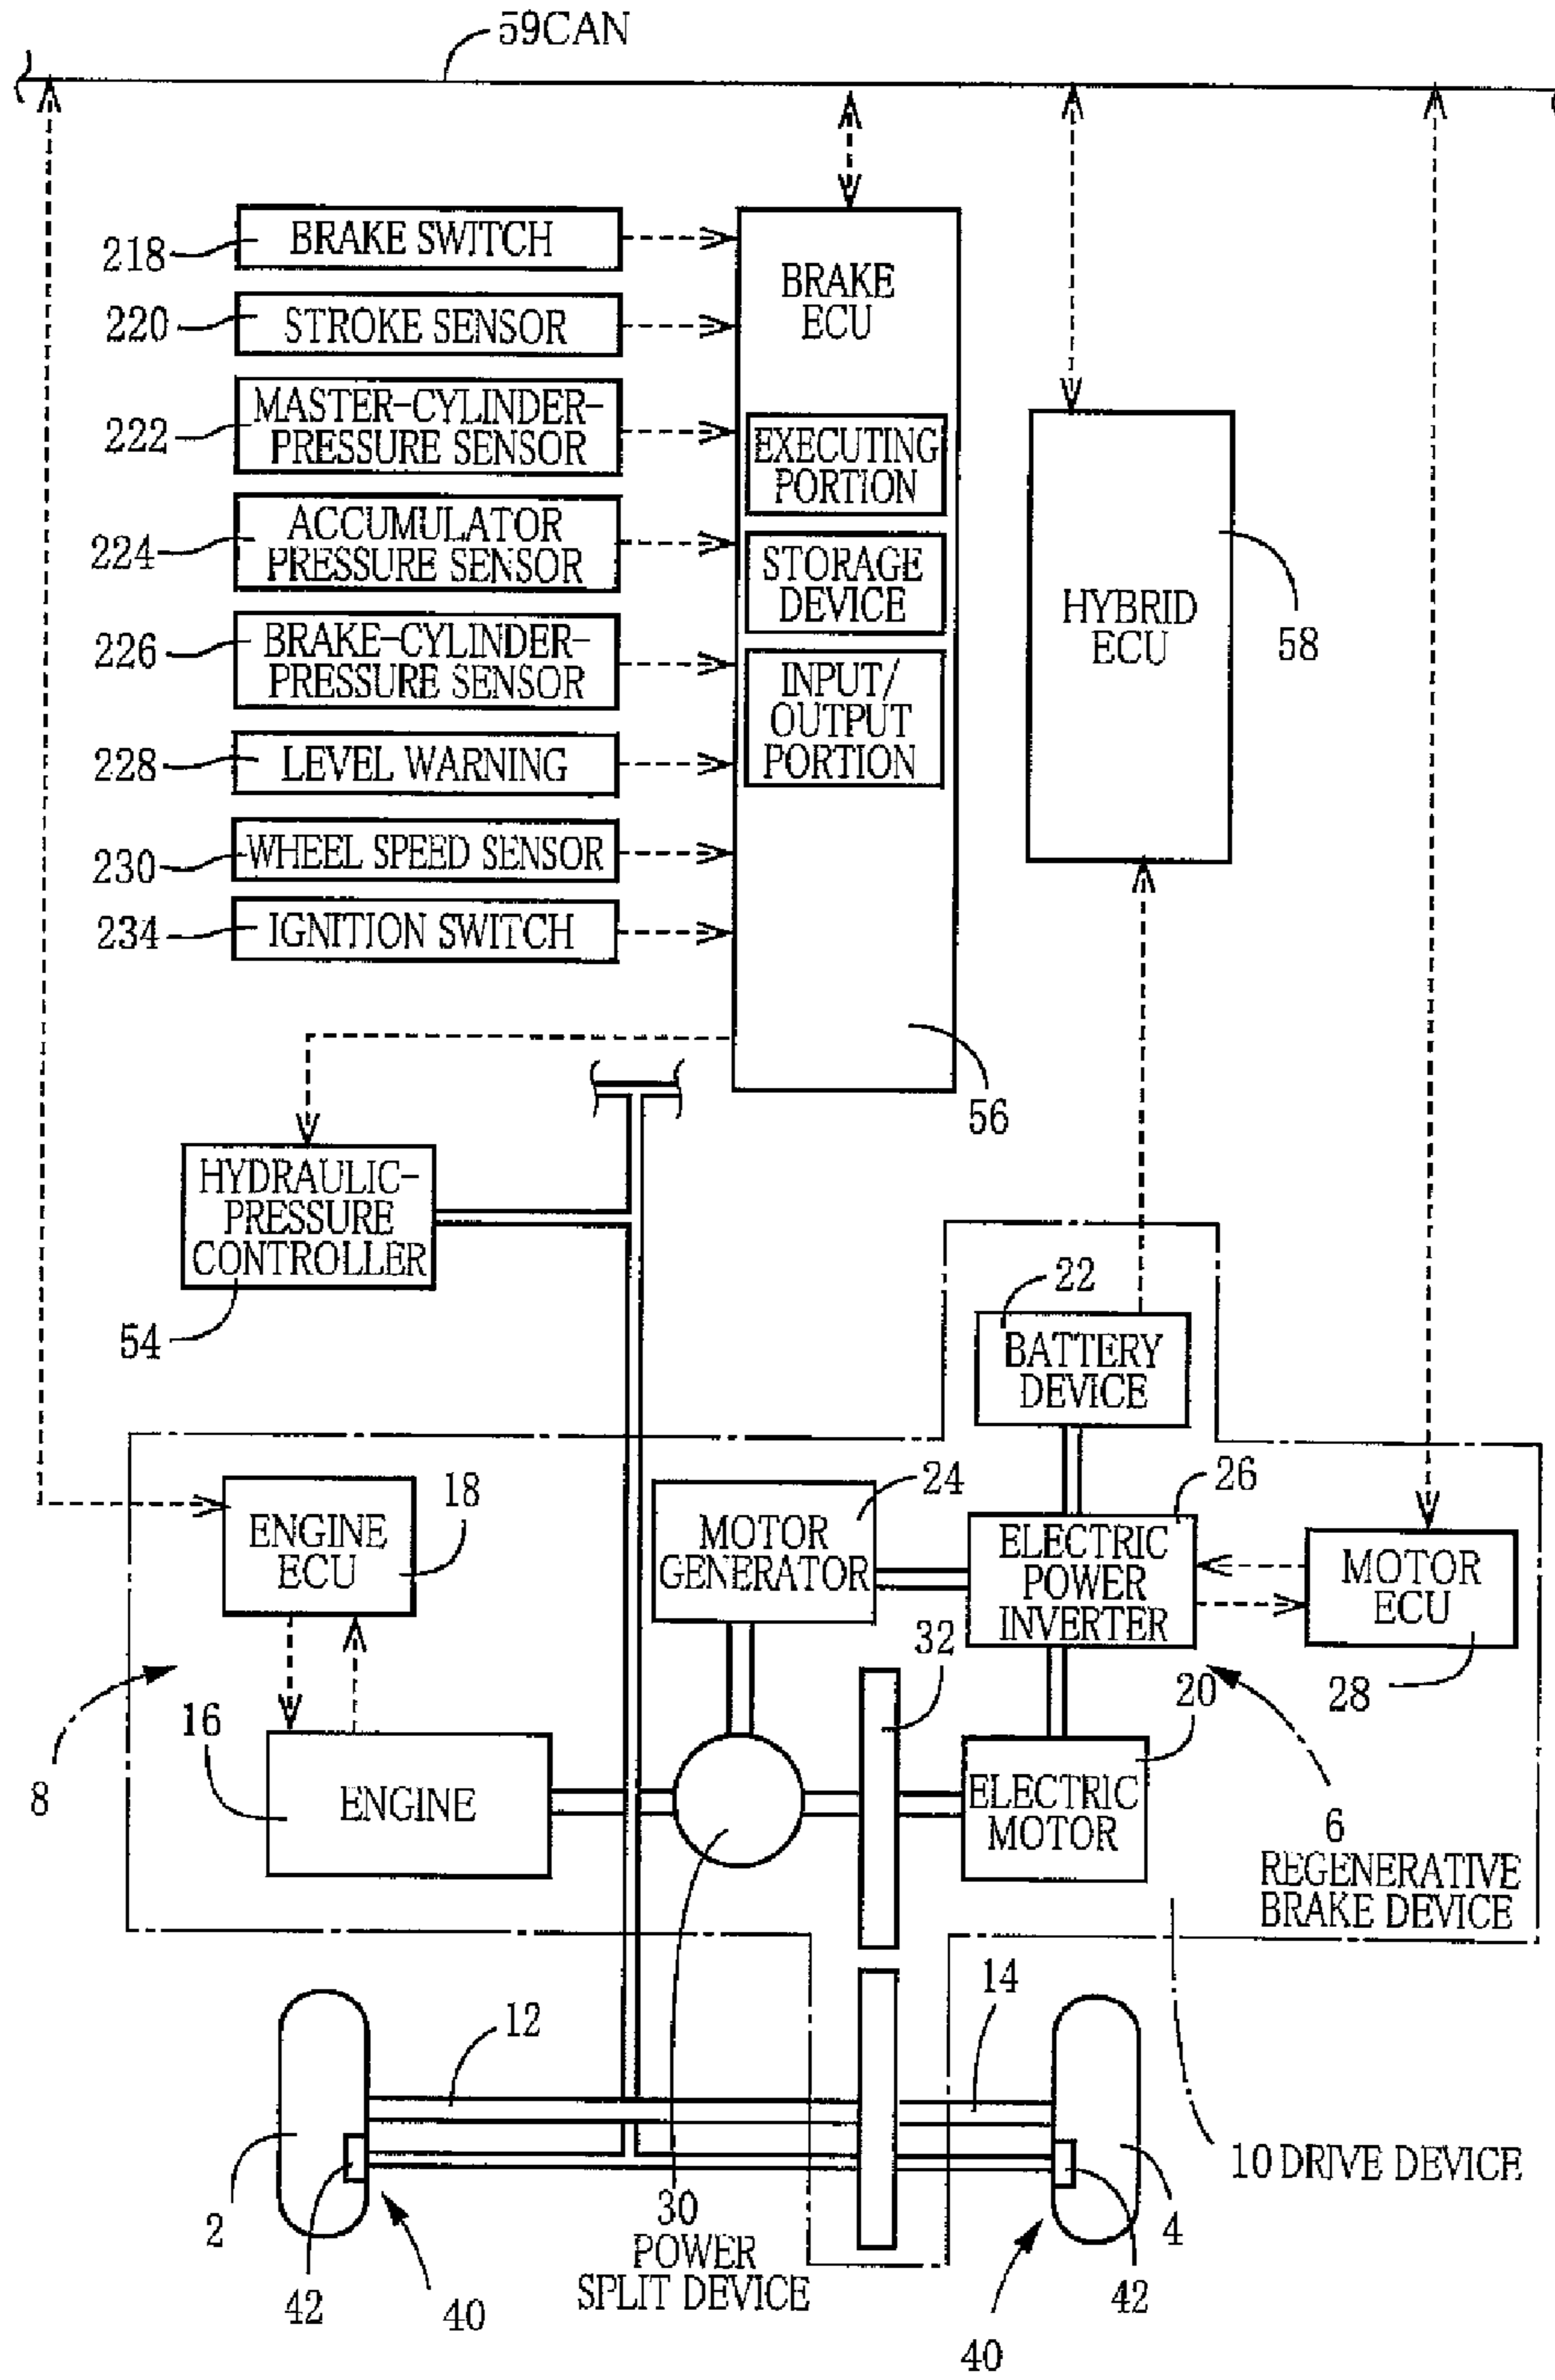 59CAN
218
BRAKE SWITCH
220
STROKE SENSOR
222
MASTER-CYLINDER-
PRESSURE SENSOR
224
ACCUMULATOR
PRESSURE SENSOR
226
BRAKE-CYLINDER-
PRESSURE SENSOR
228
LEVEL WARNING
230
WHEEL SPEED SENSOR
234
IGNITION SWITCH
BRAKE
ECU
EXECUTING
PORTION
STORAGE
DEVICE
INPUT/
OUTPUT
PORTION
56
HYBRID
ECU
58
HYDRAULIC-
PRESSURE
CONTROLLER
54
22
BATTERY
DEVICE
18
ENGINE
ECU
24
MOTOR
GENERATOR
26
ELECTRIC
POWER
INVERTER
MOTOR
ECU
28
8
16
ENGINE
32
20
ELECTRIC
MOTOR
6
REGENERATIVE
BRAKE DEVICE
12
14
10 DRIVE DEVICE
2
42
40
30
POWER
SPLIT DEVICE
40
42
4